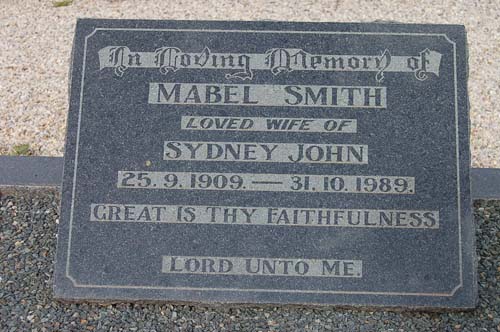 In Loving Memory of
MABEL SMITH
LOVED WIFE OF
SYDNEY JOHN
25.9.1909. — 31.10.1989.
GREAT IS THY FAITHFULNESS
LORD UNTO ME.